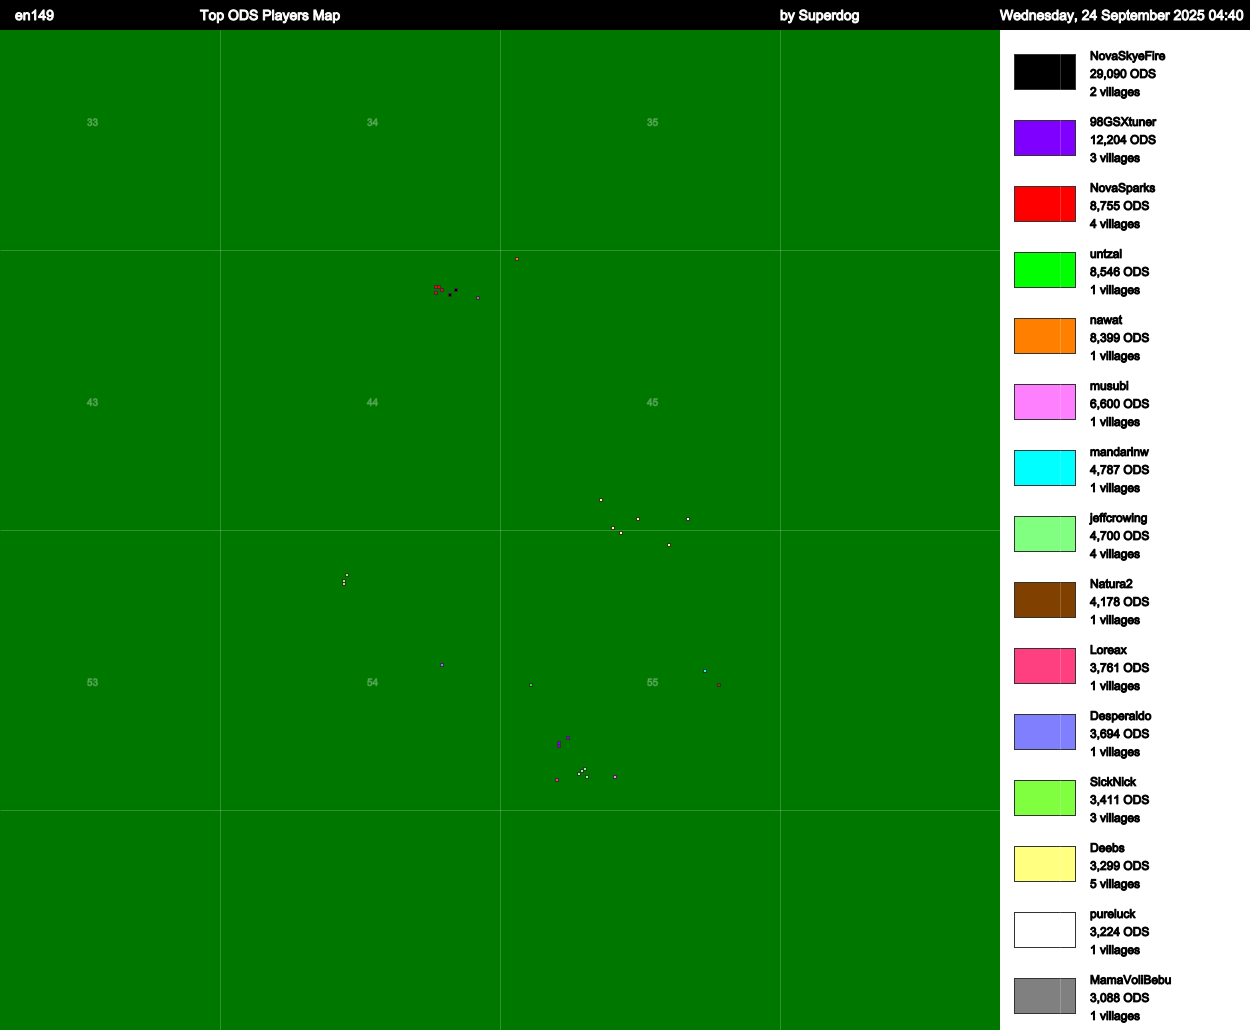 en149 Top ODS Players Map by Superdog Wednesday, 24 September 2025 04:40
33 34 35
43 44 45
53 54 55
NovaSkyeFire
29,090 ODS
2 villages
98GSXtuner
12,204 ODS
3 villages
NovaSparks
8,755 ODS
4 villages
untzal
8,546 ODS
1 villages
nawat
8,399 ODS
1 villages
musubi
6,600 ODS
1 villages
mandarinw
4,787 ODS
1 villages
jeffcrowing
4,700 ODS
4 villages
Natura2
4,178 ODS
1 villages
Loreax
3,761 ODS
1 villages
Desperaldo
3,694 ODS
1 villages
SickNick
3,411 ODS
3 villages
Deebs
3,299 ODS
5 villages
pureluck
3,224 ODS
1 villages
MamaVollBebu
3,088 ODS
1 villages